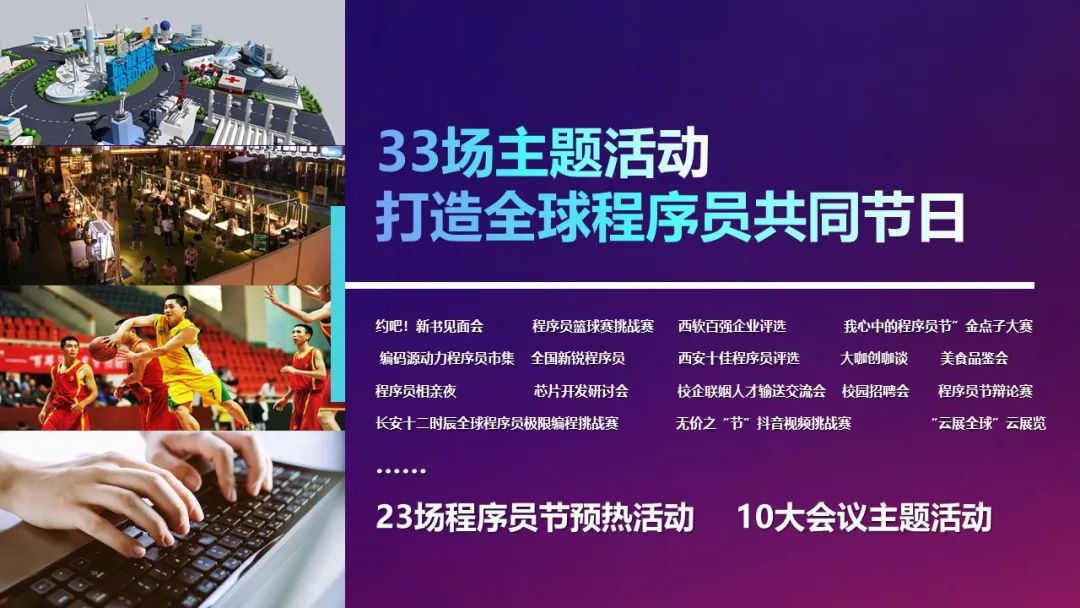 33场主题活动
打造全球程序员共同节日
约吧！新书见面会 程序员篮球赛挑战赛 西软百强企业评选 我心中的程序员节”金点子大赛
编码源动力程序员市集 全国新锐程序员 西安十佳程序员评选 大咖创咖谈 美食品鉴会
程序员相亲夜 芯片开发研讨会 校企联姻人才输送交流会 校园招聘会 程序员节辩论赛
长安十二时辰全球程序员极限编程挑战赛 无价之“节”抖音视频挑战赛 “云展全球”云展览
……
23场程序员节预热活动 10大会议主题活动